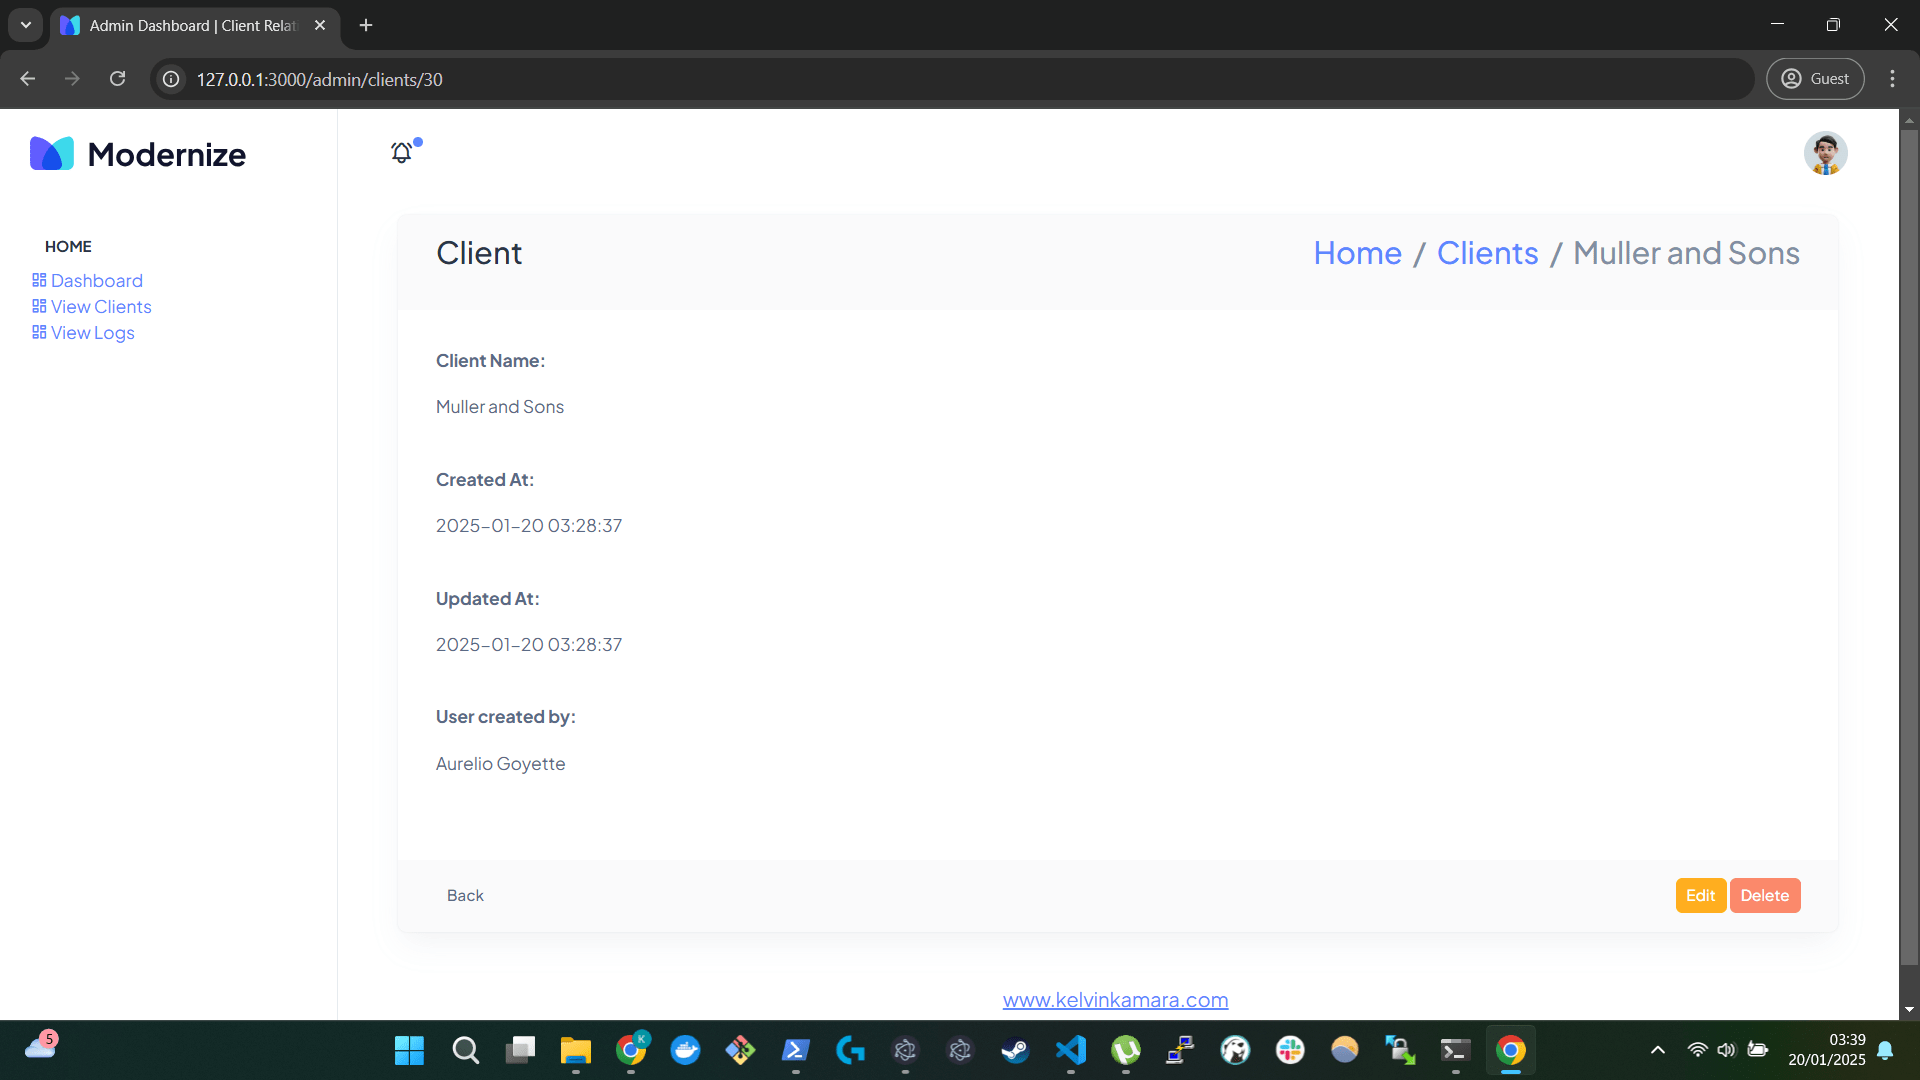 Admin Dashboard | Client Relat
127.0.0.1:3000/admin/clients/30
Guest
Modernize
HOME
Dashboard
View Clients
View Logs
Client
Home / Clients / Muller and Sons
Client Name:
Muller and Sons
Created At:
2025-01-20 03:28:37
Updated At:
2025-01-20 03:28:37
User created by:
Aurelio Goyette
Back
Edit
Delete
www.kelvinkamara.com
5
K
03:39
20/01/2025